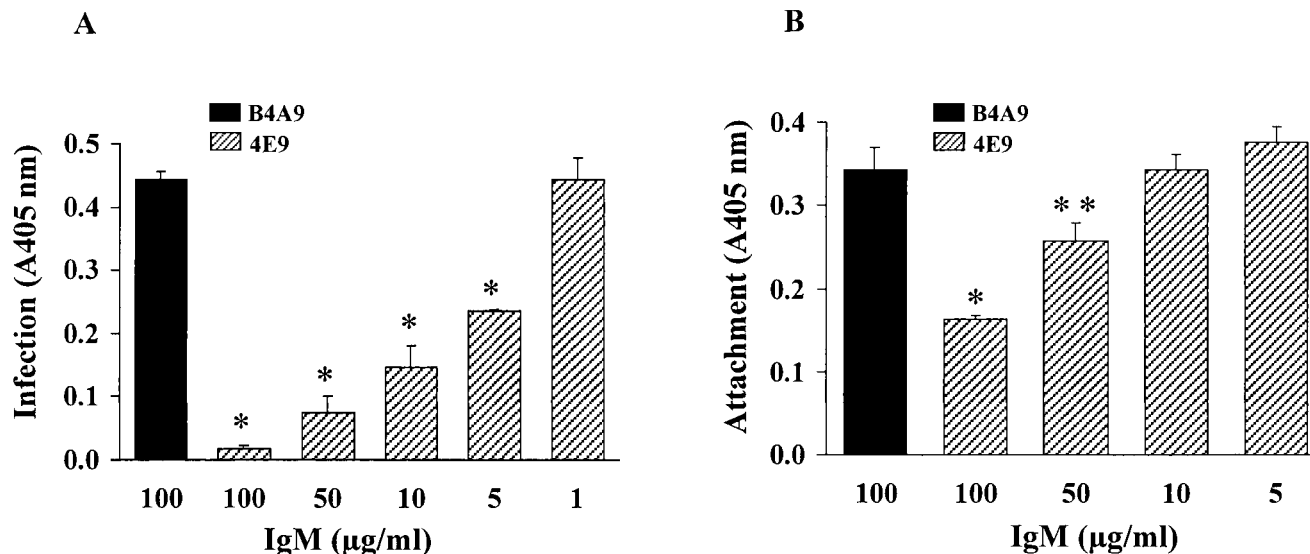 A
B4A9
4E9
Infection (A405 nm)
0.5
0.4
0.3
0.2
0.1
0.0
*
*
*
*
100 100 50 10 5 1
IgM (μg/ml)
B
B4A9
4E9
Attachment (A405 nm)
0.4
0.3
0.2
0.1
0.0
*
* *
100 100 50 10 5
IgM (μg/ml)